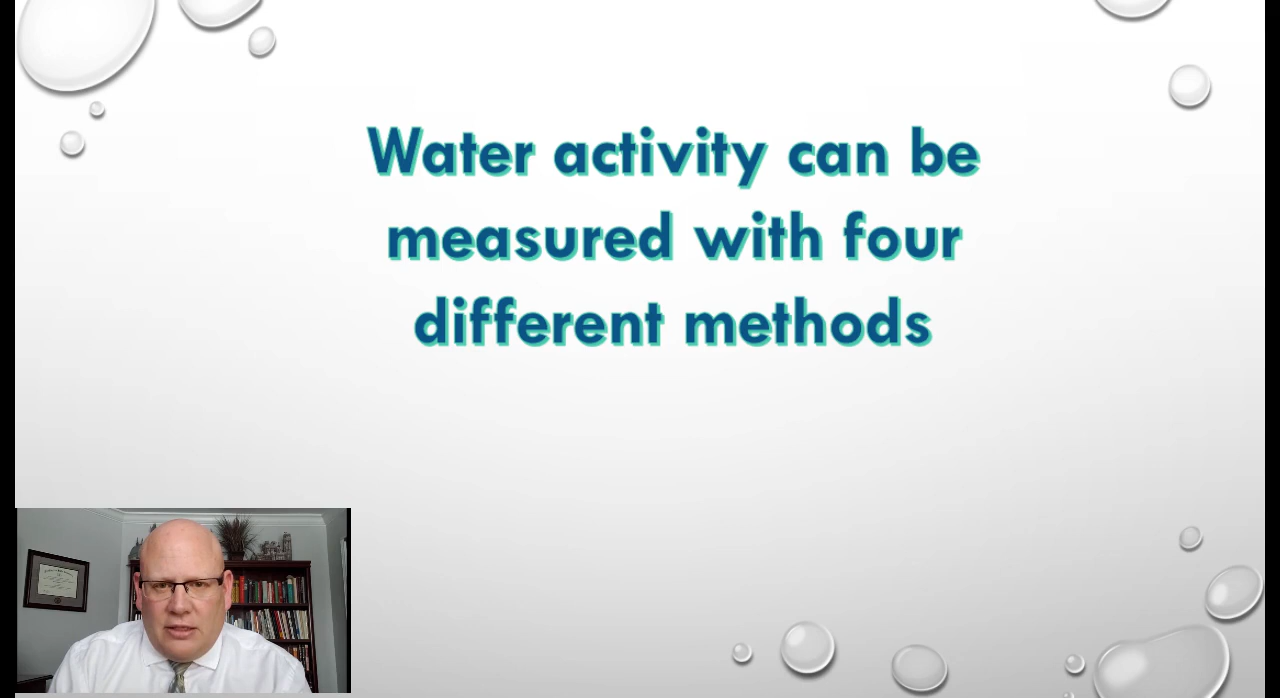 Water activity can be
measured with four
different methods